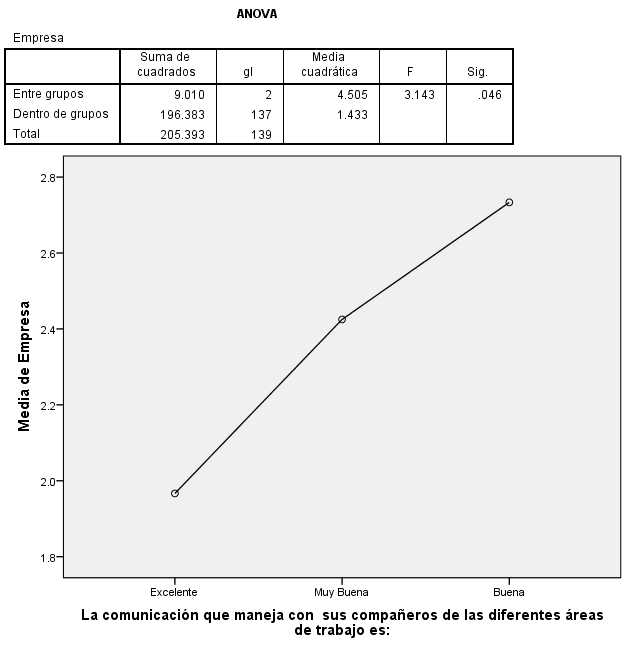 ANOVA
Empresa
Suma de cuadrados gl Media cuadrática F Sig.
Entre grupos 9.010 2 4.505 3.143 .046
Dentro de grupos 196.383 137 1.433
Total 205.393 139
2.8
2.6
2.4
2.2
2.0
1.8
Media de Empresa
Excelente Muy Buena Buena
La comunicación que maneja con sus compañeros de las diferentes áreas
de trabajo es: